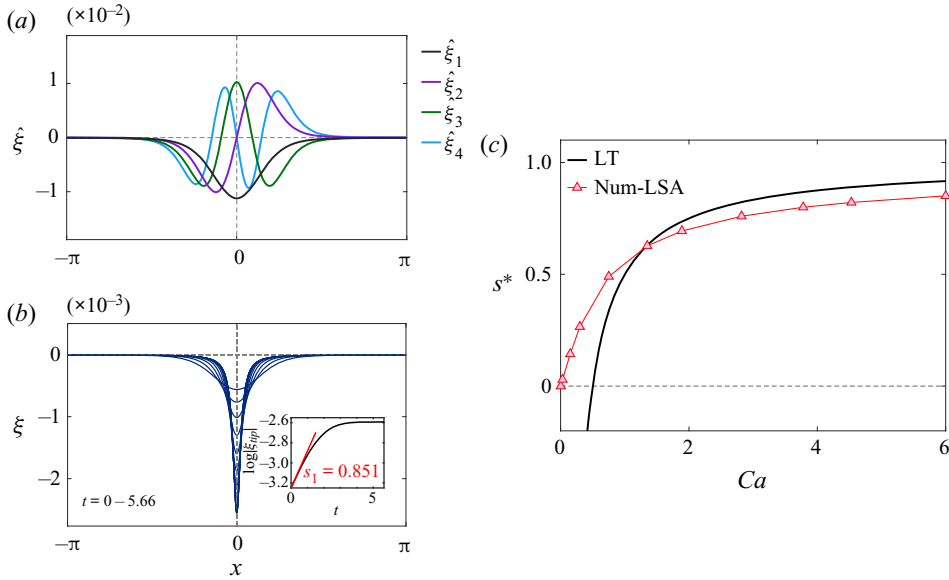 (a) (×10⁻²)
1
0
−1
ξ̂
−π 0 π
ξ̂₁
ξ̂₂
ξ̂₃
ξ̂₄
(b) (×10⁻³)
0
−1
−2
ξ
t = 0 – 5.66
−2.6
−2.8
−3.0
−3.2
log|ξtip|
s₁ = 0.851
0 5
t
−π 0 π
x
(c)
1.0
0.5
0
s*
LT
Num-LSA
0 2 4 6
Ca